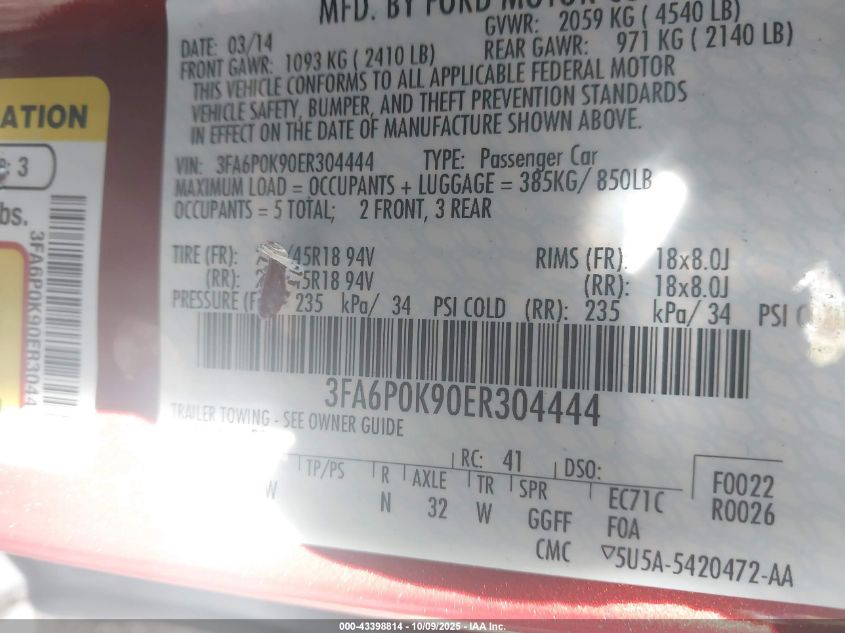 MFD. BY FORD MOTOR
DATE: 03/14
GVWR: 2059 KG ( 4540 LB)
FRONT GAWR: 1093 KG ( 2410 LB)
REAR GAWR: 971 KG ( 2140 LB)
THIS VEHICLE CONFORMS TO ALL APPLICABLE FEDERAL MOTOR
VEHICLE SAFETY, BUMPER, AND THEFT PREVENTION STANDARDS
IN EFFECT ON THE DATE OF MANUFACTURE SHOWN ABOVE.
VIN: 3FA6P0K90ER304444 TYPE: Passenger Car
MAXIMUM LOAD = OCCUPANTS + LUGGAGE = 385KG/ 850LB
OCCUPANTS = 5 TOTAL; 2 FRONT, 3 REAR
TIRE (FR): /45R18 94V RIMS (FR): 18x8.0J
(RR): 45R18 94V (RR): 18x8.0J
PRESSURE (F 235 kPa/ 34 PSI COLD (RR): 235 kPa/ 34 PSI
3FA6P0K90ER304444
TRAILER TOWING - SEE OWNER GUIDE
RC: 41 DSO:
TP/PS R AXLE TR SPR
W N 32 W GGFF
EC71C
F0A
F0022
R0026
CMC ▽5U5A-5420472-AA
ATION
: 3
bs.
3FA6P0K90ER3044
000-43398814 - 10/09/2025 - IAA Inc.